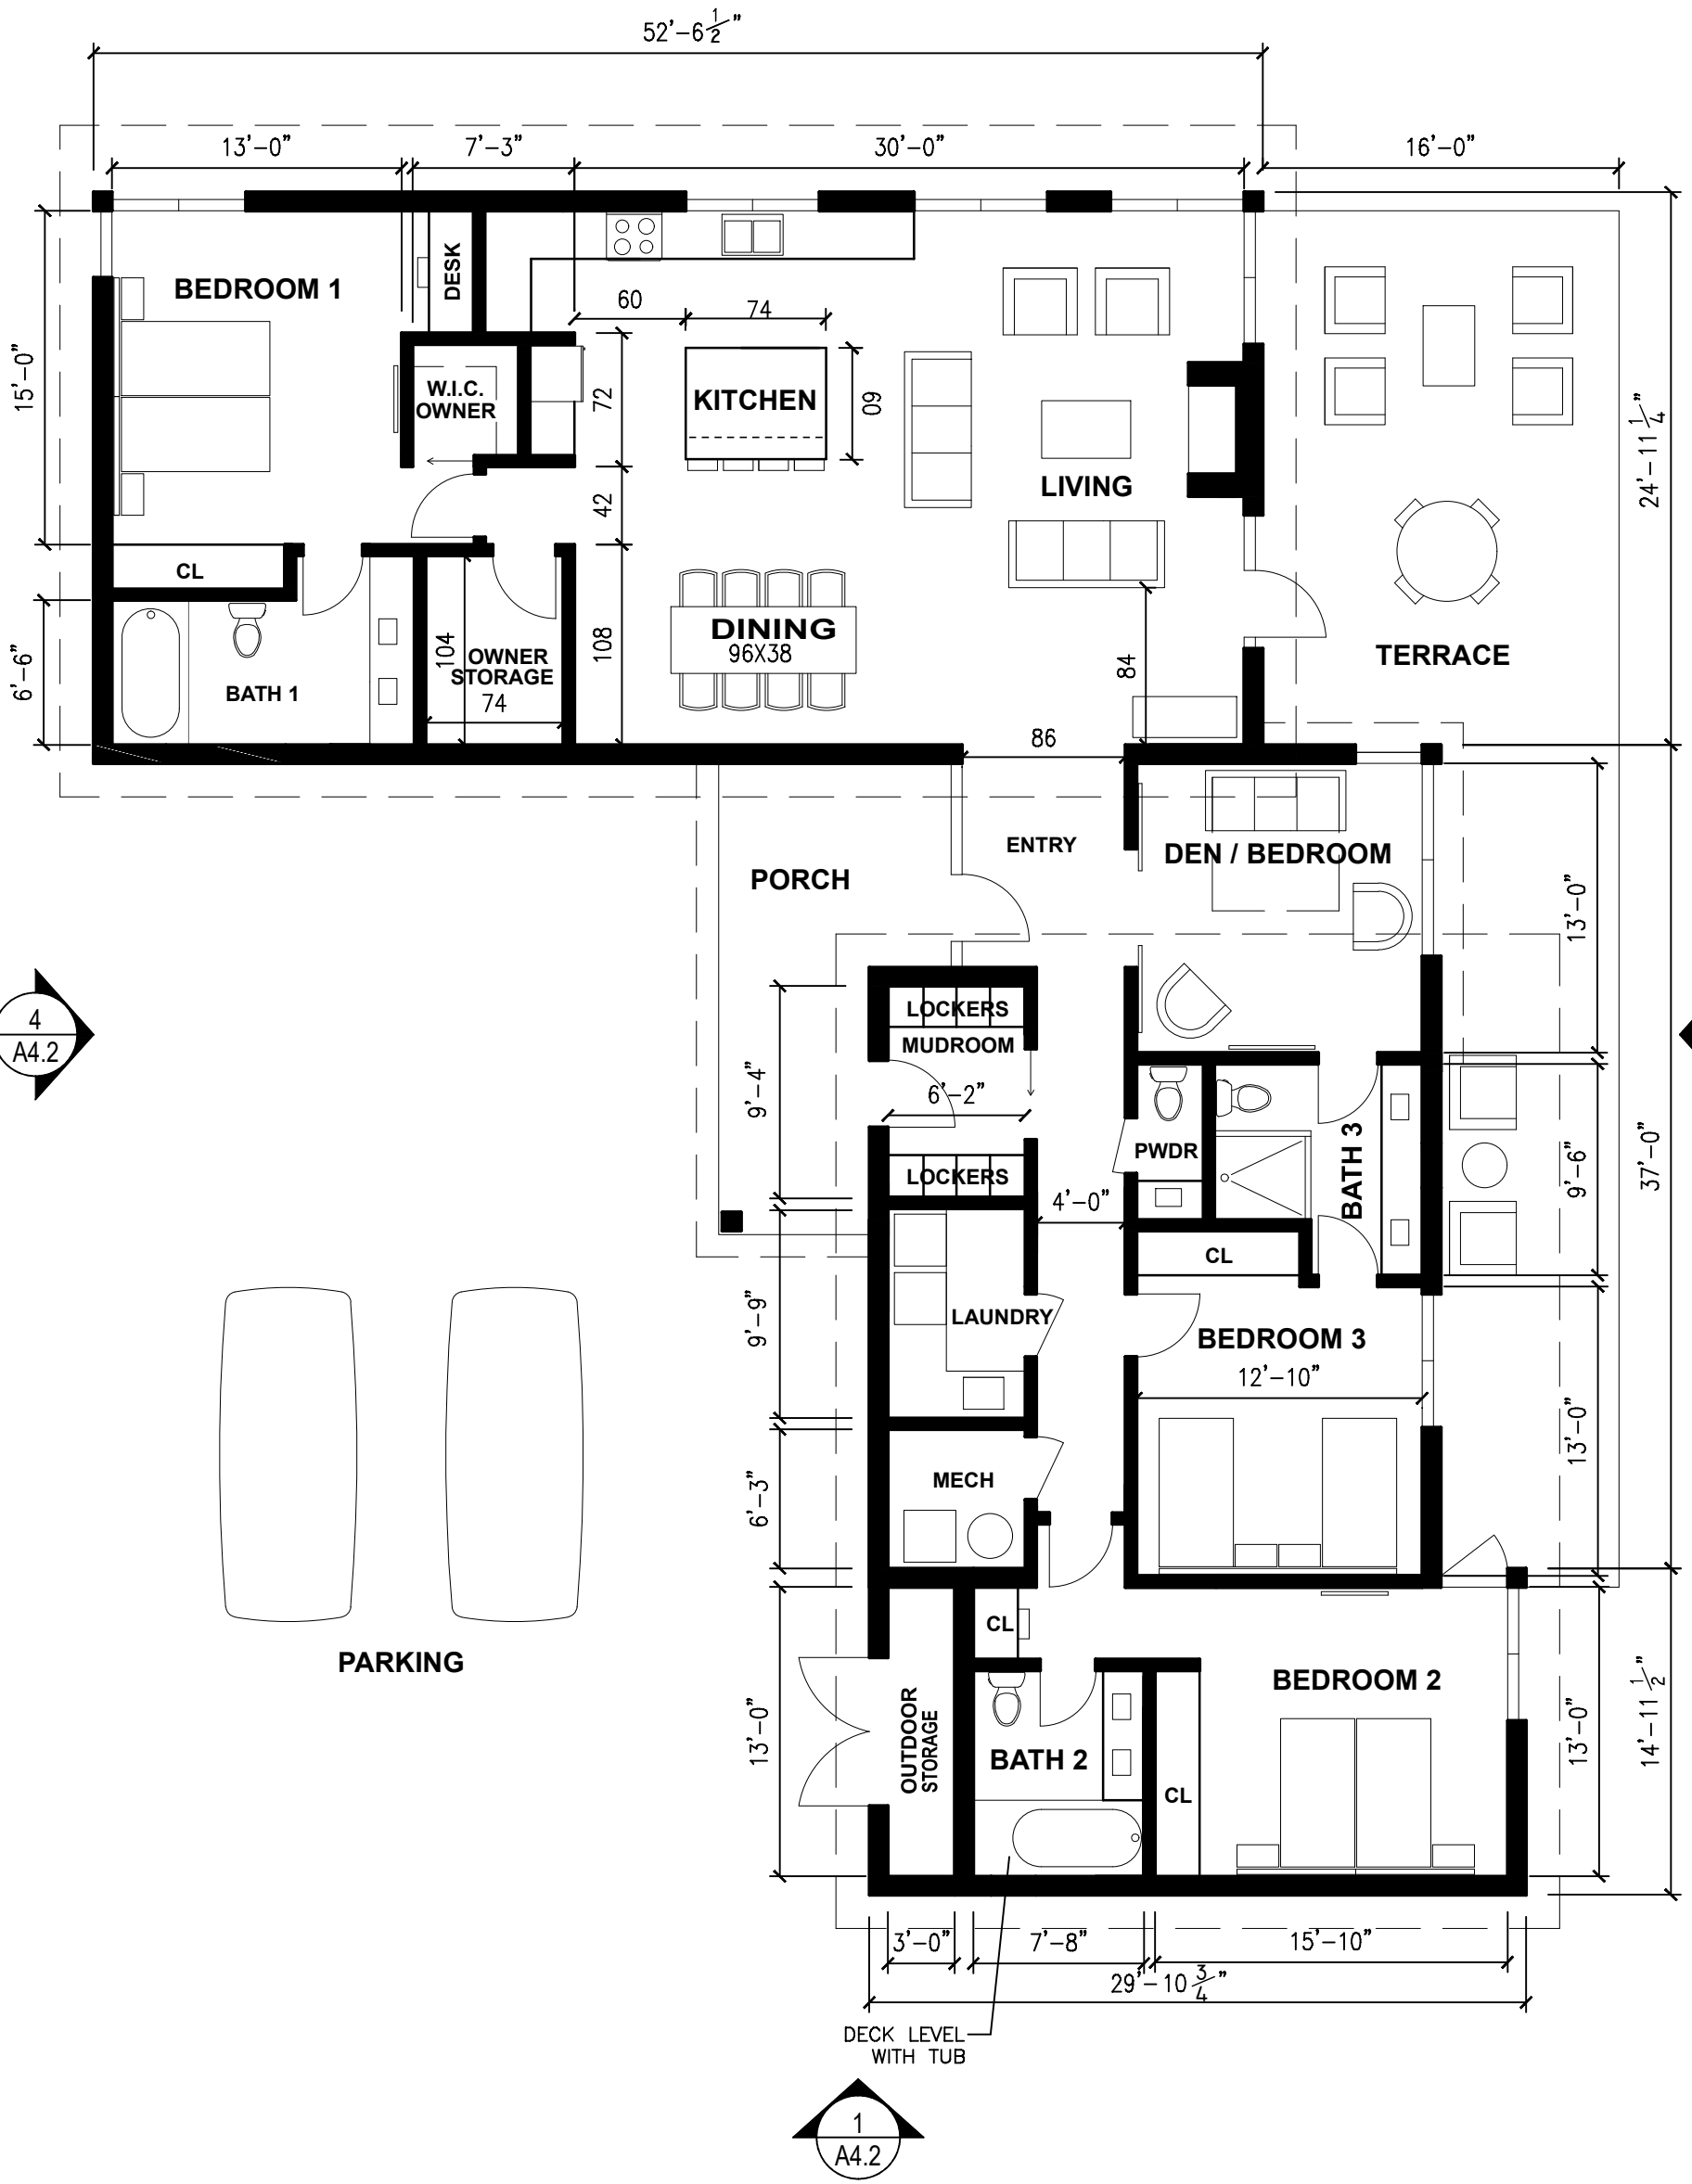 52'-6 1/2"
13'-0"
7'-3"
30'-0"
16'-0"
BEDROOM 1
DESK
60
74
15'-0"
W.I.C.
OWNER
72
KITCHEN
60
LIVING
24'-11 1/4"
42
CL
6'-6"
BATH 1
104
OWNER
STORAGE
74
108
DINING
96X38
84
TERRACE
86
ENTRY
PORCH
DEN / BEDROOM
13'-0"
4
A4.2
LOCKERS
MUDROOM
9'-4"
6'-2"
PWDR
BATH 3
9'-6"
37'-0"
LOCKERS
4'-0"
CL
9'-9"
LAUNDRY
BEDROOM 3
12'-10"
13'-0"
6'-3"
MECH
PARKING
CL
BEDROOM 2
13'-0"
OUTDOOR
STORAGE
BATH 2
CL
13'-0"
14'-11 1/2"
3'-0"
7'-8"
15'-10"
29'-10 3/4"
DECK LEVEL
WITH TUB
1
A4.2